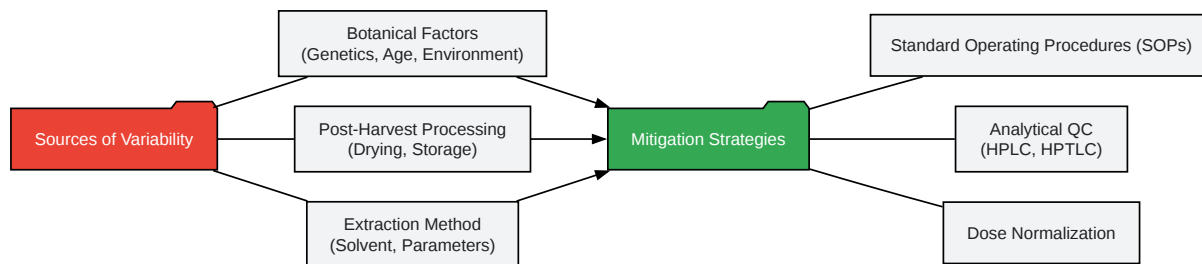 Sources of Variability
Botanical Factors
(Genetics, Age, Environment)
Post-Harvest Processing
(Drying, Storage)
Extraction Method
(Solvent, Parameters)
Mitigation Strategies
Standard Operating Procedures (SOPs)
Analytical QC
(HPLC, HPTLC)
Dose Normalization